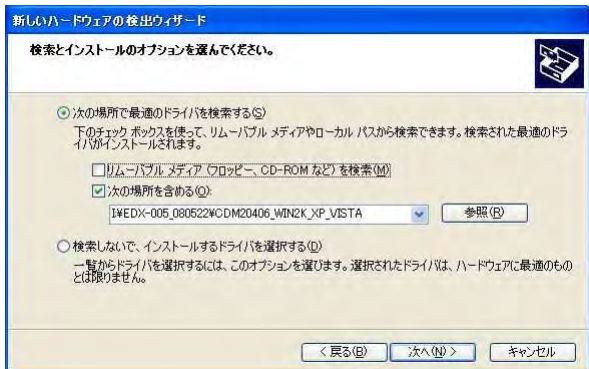 新しいハードウェアの検出ウィザード
検索とインストールのオプションを選んでください。
次の場所で最適のドライバを検索する(S)
下のチェック ボックスを使って、リムーバブル メディアやローカル パスから検索できます。検索された最適のドラ
イバがインストールされます。
リムーバブル メディア (フロッピー、CD-ROM など) を検索(M)
次の場所を含める(O):
I¥EDX-005_080522¥CDM20406_WIN2K_XP_VISTA
参照(R)
検索しないで、インストールするドライバを選択する(D)
一覧からドライバを選択するには、このオプションを選びます。選択されたドライバは、ハードウェアに最適のもの
とは限りません。
< 戻る(B)
次へ(N) >
キャンセル